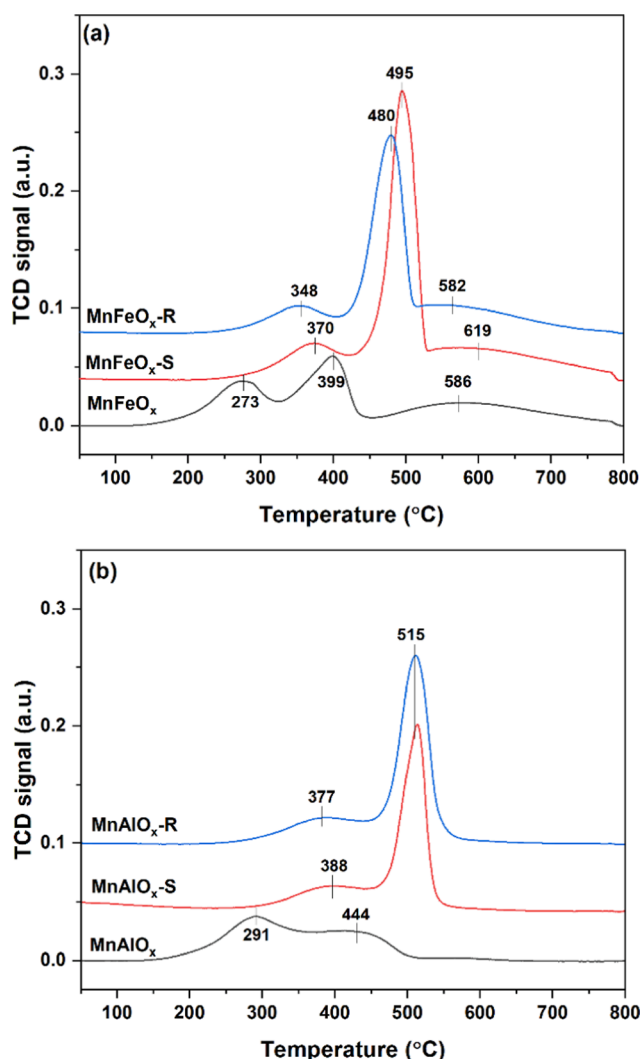 (a)
0.3
0.2
0.1
0.0
TCD signal (a.u.)
495
480
348
582
MnFeOₓ-R
370
619
MnFeOₓ-S
399
586
MnFeOₓ
273
100 200 300 400 500 600 700 800
Temperature (°C)
(b)
0.3
0.2
0.1
0.0
TCD signal (a.u.)
515
377
MnAlOₓ-R
388
MnAlOₓ-S
444
MnAlOₓ
291
100 200 300 400 500 600 700 800
Temperature (°C)